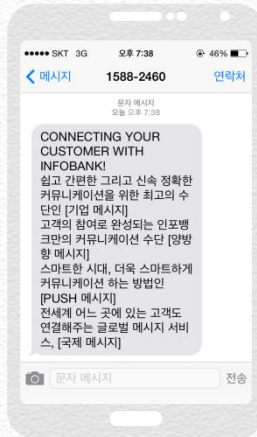 SKT 3G 오후 7:38 46%
메시지 1588-2460 연락처
문자 메시지
오늘 오후 7:38
CONNECTING YOUR
CUSTOMER WITH
INFOBANK!
쉽고 간편한 그리고 신속 정확한
커뮤니케이션을 위한 최고의 수
단인 [기업 메시지]
고객의 참여로 완성되는 인포뱅
크만의 커뮤니케이션 수단 [양방
향 메시지]
스마트한 시대, 더욱 스마트하게
커뮤니케이션 하는 방법인
[PUSH 메시지]
전세계 어느 곳에 있는 고객도
연결해주는 글로벌 메시지 서비
스, [국제 메시지]
문자 메시지 전송